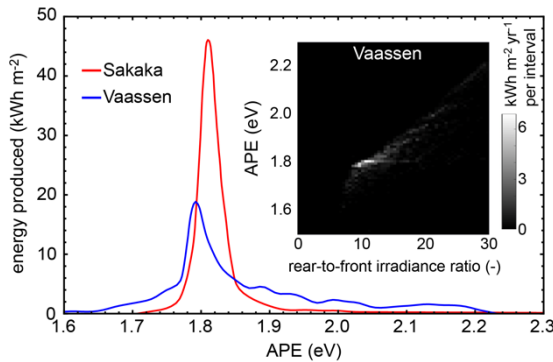 50
40
30
20
10
0
energy produced (kWh m⁻²)
1.6 1.7 1.8 1.9 2.0 2.1 2.2 2.3
APE (eV)
Sakaka
Vaassen
Vaassen
2.2
2.0
1.8
1.6
APE (eV)
0 10 20 30
rear-to-front irradiance ratio (-)
6
3
0
kWh m⁻² yr⁻¹
per interval